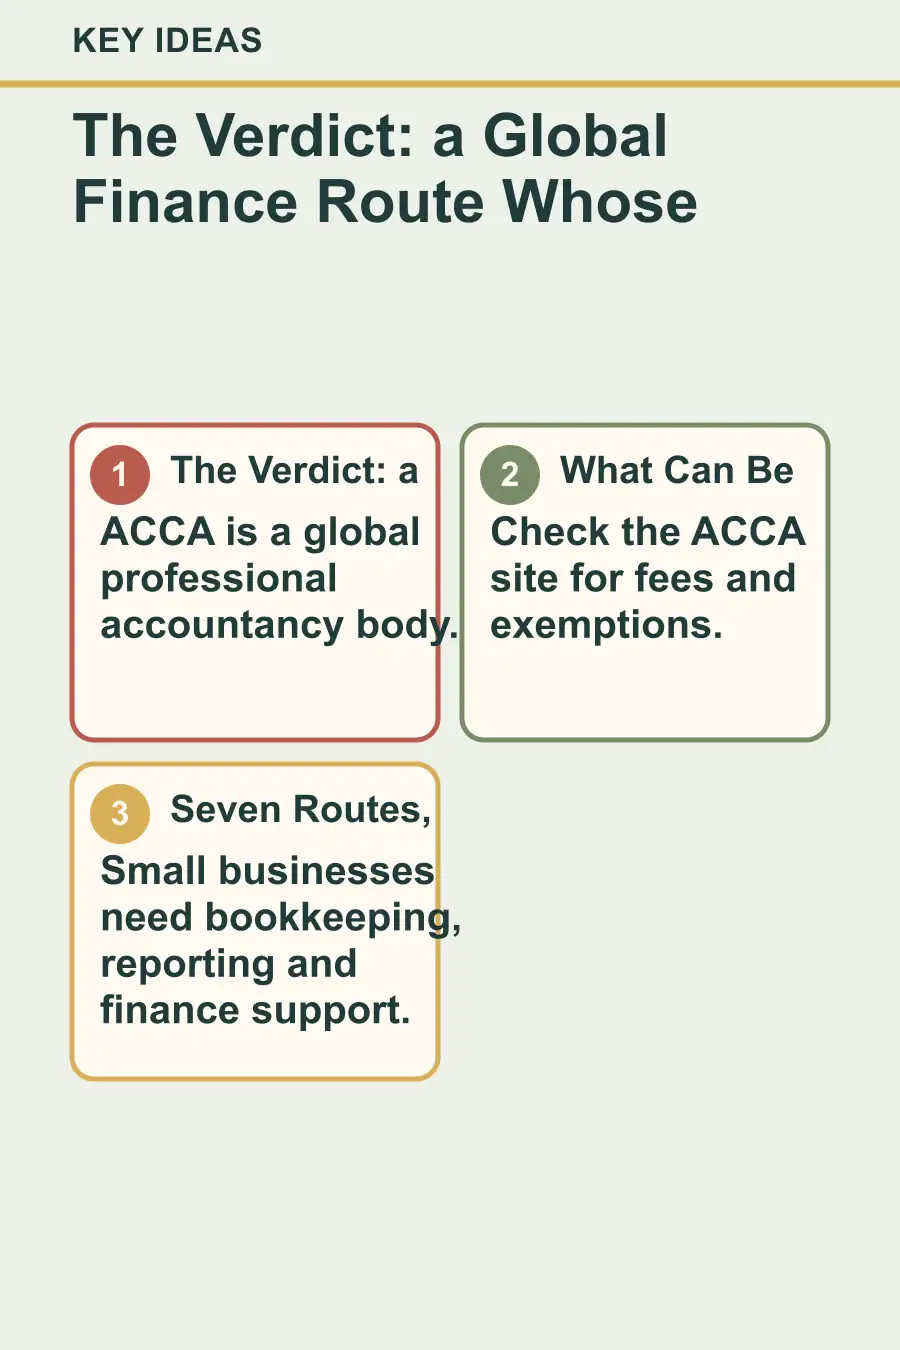 KEY IDEAS
The Verdict: a Global
Finance Route Whose
1 The Verdict: a
ACCA is a global
professional
accountancy body.
2 What Can Be
Check the ACCA
site for fees and
exemptions.
3 Seven Routes,
Small businesses
need bookkeeping,
reporting and
finance support.